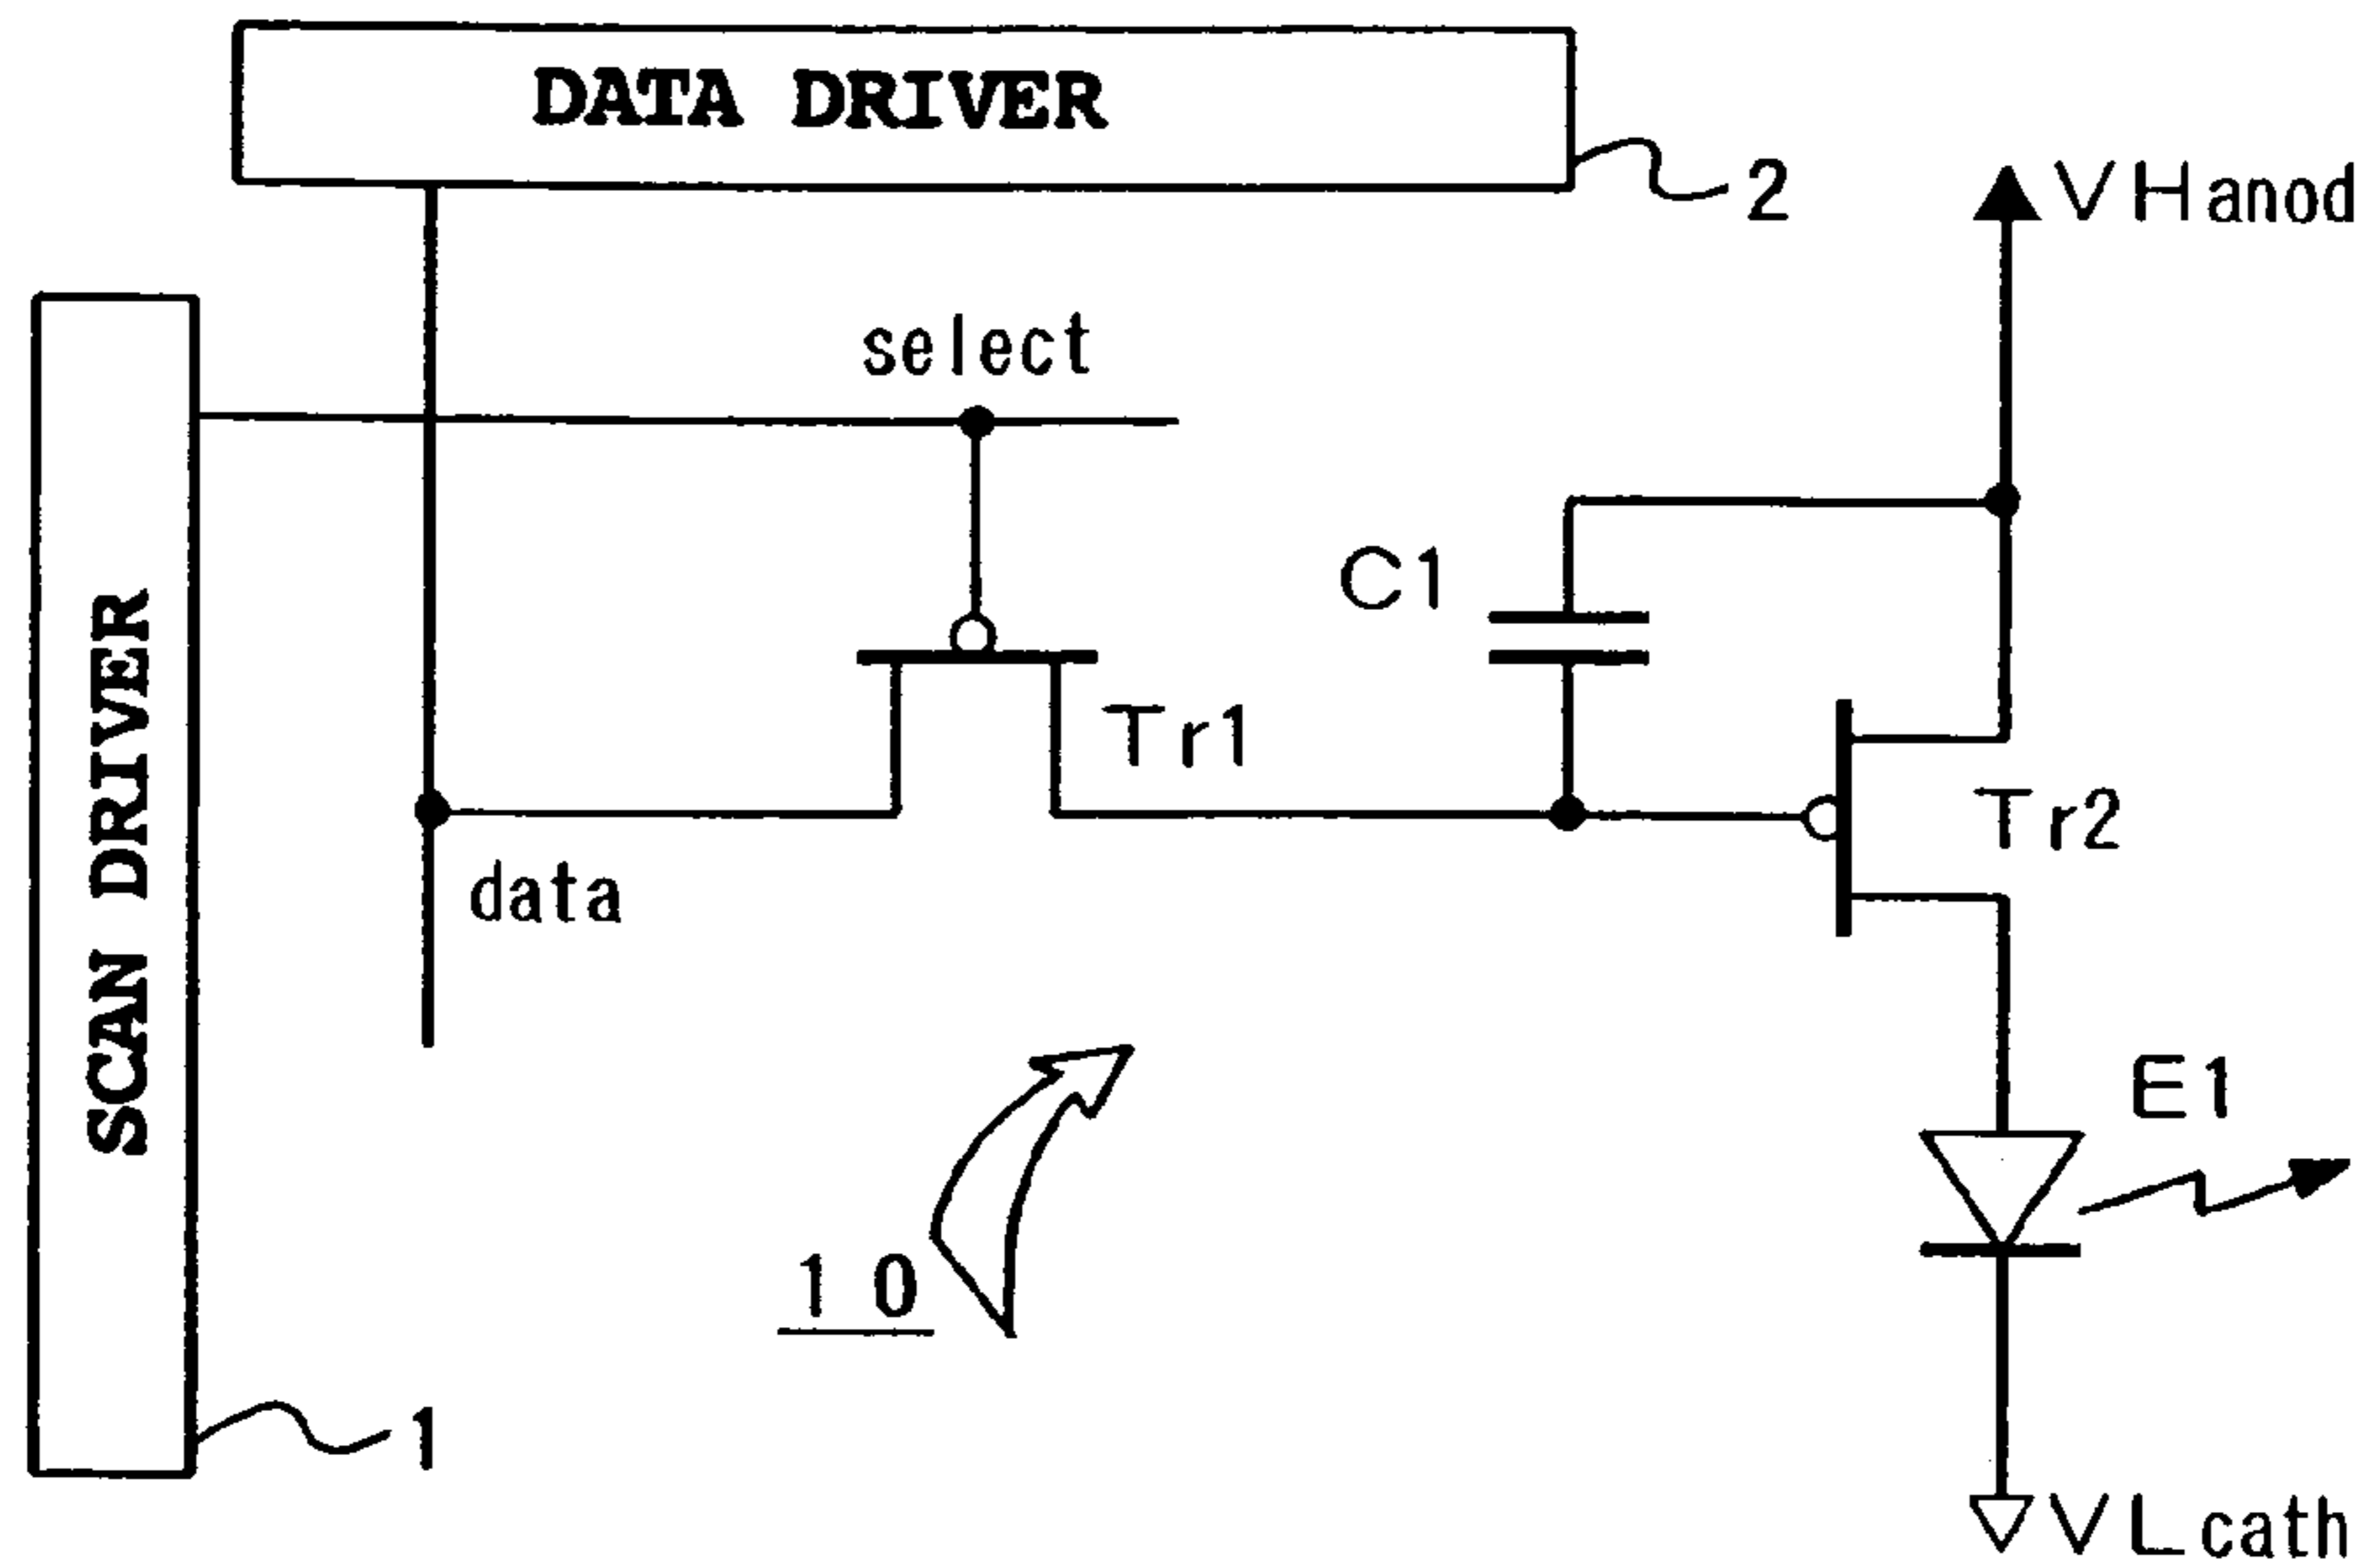 DATA DRIVER
2
VHanod
select
C1
SCAN DRIVER
Tr1
Tr2
data
E1
10
1
VLcath